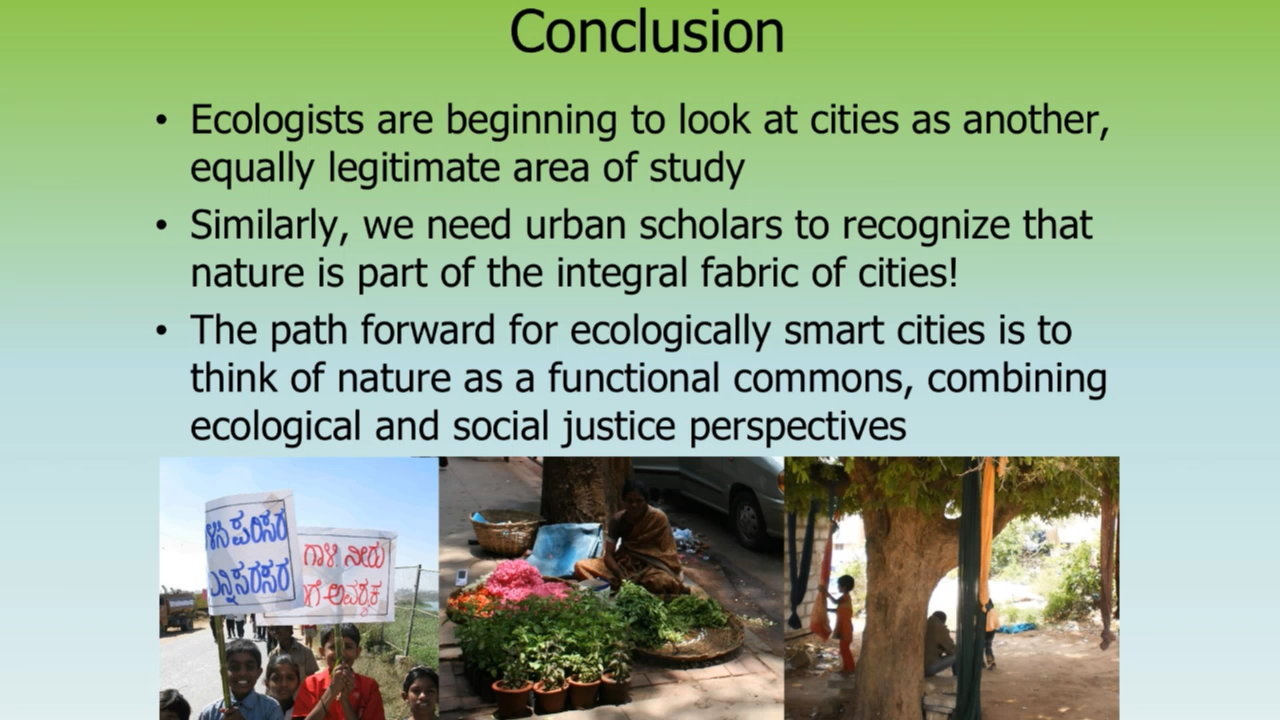 Conclusion
• Ecologists are beginning to look at cities as another,
equally legitimate area of study
• Similarly, we need urban scholars to recognize that
nature is part of the integral fabric of cities!
• The path forward for ecologically smart cities is to
think of nature as a functional commons, combining
ecological and social justice perspectives
ಗಾಳಿ ನೀರು